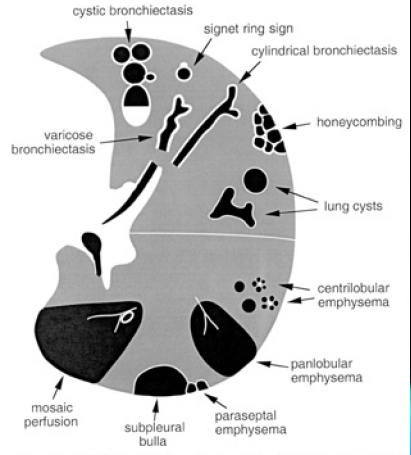 cystic bronchiectasis
signet ring sign
cylindrical bronchiectasis
honeycombing
varicose
bronchiectasis
lung cysts
centrilobular
emphysema
panlobular
emphysema
mosaic
perfusion
subpleural
bulla
paraseptal
emphysema